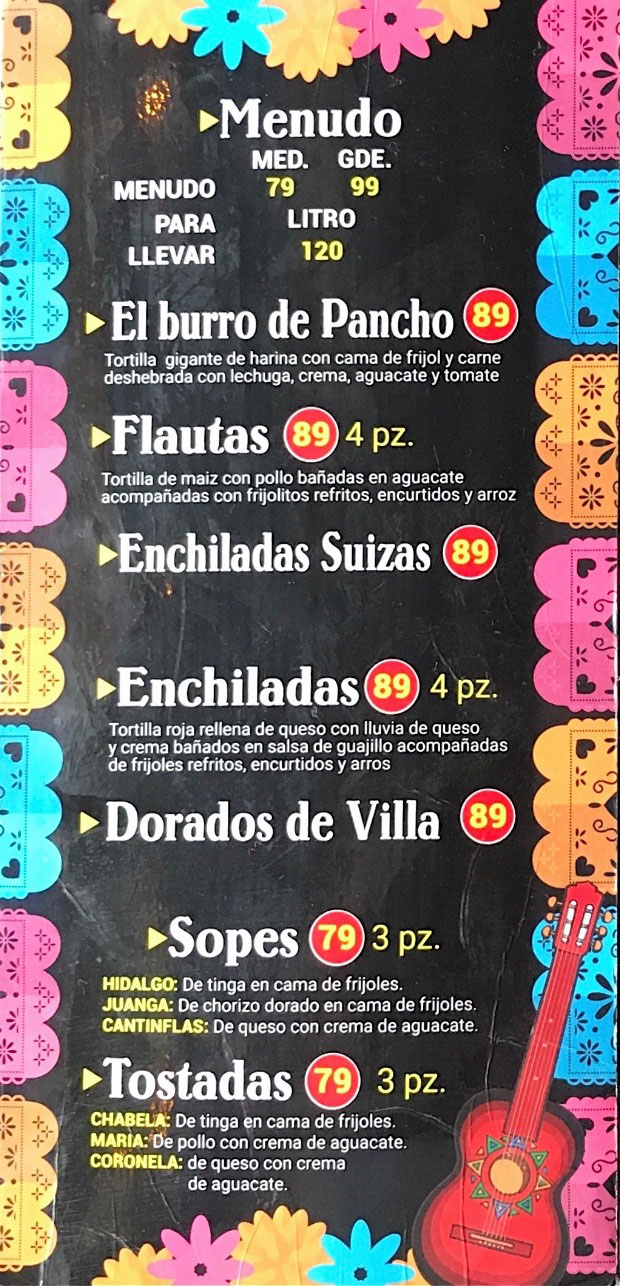 Menudo
MED. GDE.
MENUDO 79 99
PARA LITRO
LLEVAR 120
El burro de Pancho 89
Tortilla gigante de harina con cama de frijol y carne
deshebrada con lechuga, crema, aguacate y tomate
Flautas 89 4 pz.
Tortilla de maiz con pollo bañadas en aguacate
acompañadas con frijolitos refritos, encurtidos y arroz
Enchiladas Suizas 89
Enchiladas 89 4 pz.
Tortilla roja rellena de queso con lluvia de queso
y crema bañados en salsa de guajillo acompañadas
de frijoles refritos, encurtidos y arros
Dorados de Villa 89
Sopes 79 3 pz.
HIDALGO: De tinga en cama de frijoles.
JUANGA: De chorizo dorado en cama de frijoles.
CANTINFLAS: De queso con crema de aguacate.
Tostadas 79 3 pz.
CHABELA: De tinga en cama de frijoles.
MARIA: De pollo con crema de aguacate.
CORONELA: de queso con crema
de aguacate.